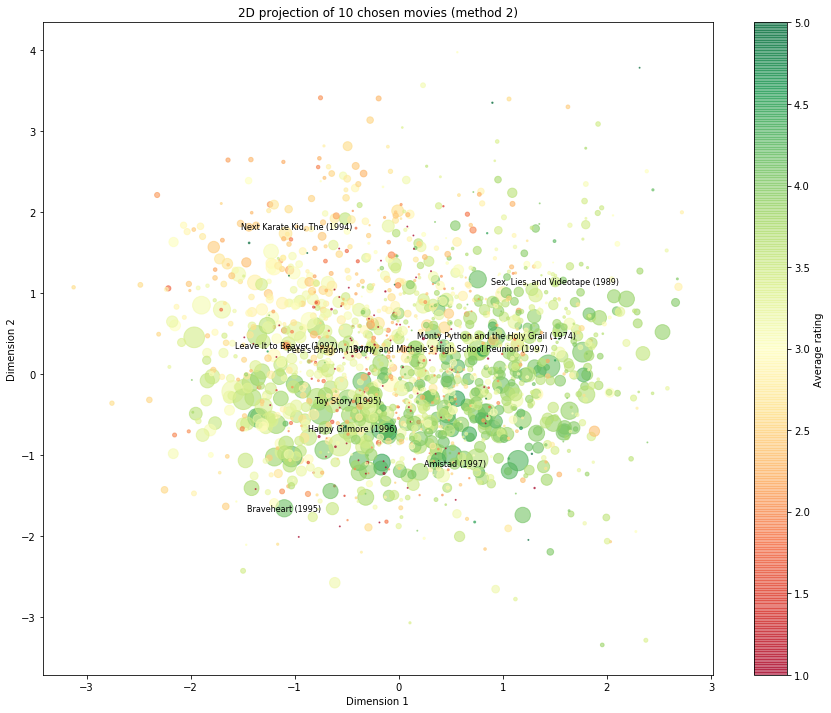 2D projection of 10 chosen movies (method 2)
4
3
2
1
0
−1
−2
−3
Dimension 2
Next Karate Kid, The (1994)
Sex, Lies, and Videotape (1989)
Monty Python and the Holy Grail (1974)
Leave It to Beaver (1997)
Pete's Dragon (1977)
Romy and Michele's High School Reunion (1997)
Toy Story (1995)
Happy Gilmore (1996)
Amistad (1997)
Braveheart (1995)
−3
−2
−1
0
1
2
3
Dimension 1
5.0
4.5
4.0
3.5
3.0
2.5
2.0
1.5
1.0
Average rating